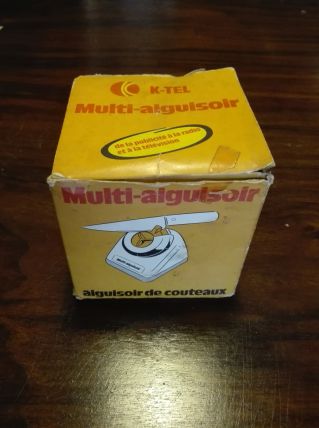 K-TEL
Multi-aiguisoir
de la publicité à la radio
et à la télévision
Multi-aiguisoir
aiguisoir de couteaux